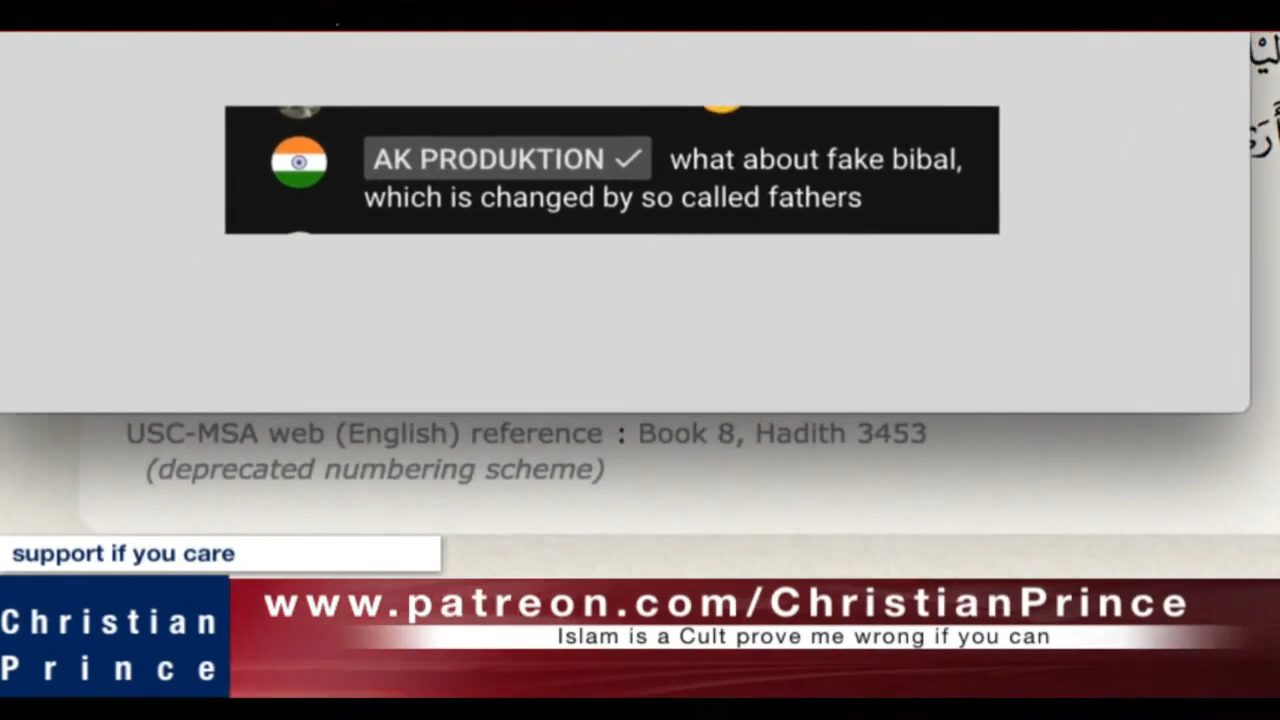 AK PRODUKTION ✓ what about fake bibal,
which is changed by so called fathers
USC-MSA web (English) reference : Book 8, Hadith 3453
(deprecated numbering scheme)
support if you care
Christian
Prince
www.patreon.com/ChristianPrince
Islam is a Cult prove me wrong if you can